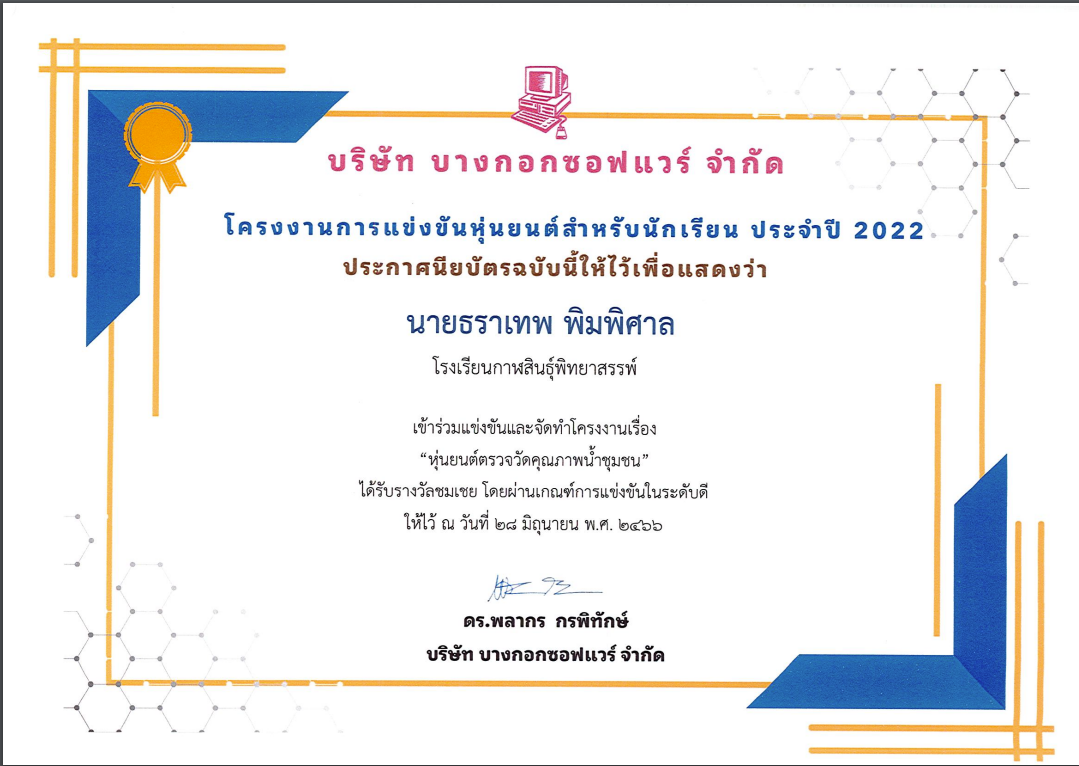 บริษัท บางกอกซอฟแวร์ จำกัด
โครงงานการแข่งขันหุ่นยนต์สำหรับนักเรียน ประจำปี 2022
ประกาศนียบัตรฉบับนี้ให้ไว้เพื่อแสดงว่า
นายธราเทพ พิมพิศาล
โรงเรียนกาฬสินธุ์พิทยาสรรพ์
เข้าร่วมแข่งขันและจัดทำโครงงานเรื่อง
“หุ่นยนต์ตรวจวัดคุณภาพน้ำชุมชน”
ได้รับรางวัลชมเชย โดยผ่านเกณฑ์การแข่งขันในระดับดี
ให้ไว้ ณ วันที่ ๒๘ มิถุนายน พ.ศ. ๒๔๖๖
ดร.พลากร กรพิทักษ์
บริษัท บางกอกซอฟแวร์ จำกัด